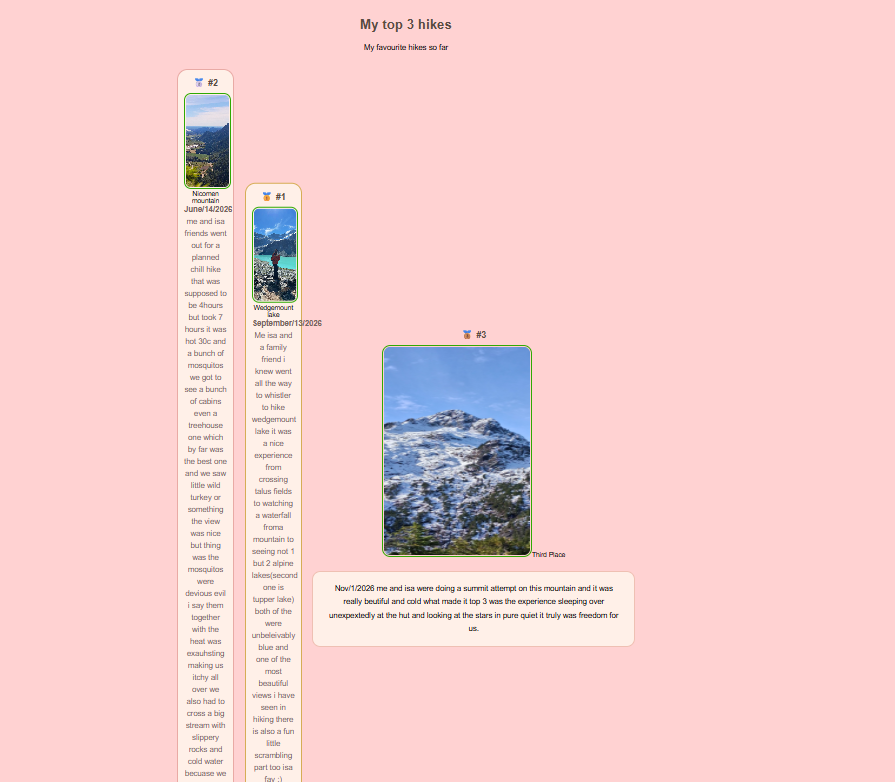 My top 3 hikes
My favourite hikes so far
#2
Nicomen
mountain
June/14/2026
me and isa
friends went
out for a
planned
chill hike
that was
supposed to
be 4hours
but took 7
hours it was
hot 30c and
a bunch of
mosquitos
we got to
see a bunch
of cabins
even a
treehouse
one which
by far was
the best one
and we saw
little wild
turkey or
something
the view
was nice
but thing
was the
mosquitos
were
devious evil
i say them
together
with the
heat was
exauhsting
making us
itchy all
over we
also had to
cross a big
stream with
slippery
rocks and
cold water
becuase we
#1
Wedgemount
lake
September/13/2026
Me isa and
a family
friend i
knew went
all the way
to whistler
to hike
wedgemount
lake it was
a nice
experience
from
crossing
talus fields
to watching
a waterfall
froma
mountain to
seeing not 1
but 2 alpine
lakes(second
one is
tupper lake)
both of the
were
unbeleivably
blue and
one of the
most
beautiful
views i have
seen in
hiking there
is also a fun
little
scrambling
part too isa
fav :)
#3
Third Place
Nov/1/2026 me and isa were doing a summit attempt on this mountain and it was
really beutiful and cold what made it top 3 was the experience sleeping over
unexpectedly at the hut and looking at the stars in pure quiet it truly was freedom for
us.